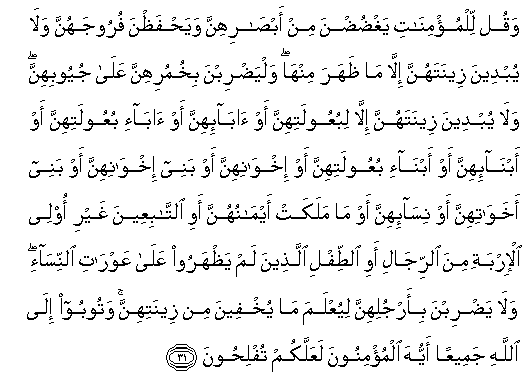 وَقُل لِّلْمُؤْمِنَـٰتِ يَغْضُضْنَ مِنْ أَبْصَـٰرِهِنَّ وَيَحْفَظْنَ فُرُوجَهُنَّ وَلَا
يُبْدِينَ زِينَتَهُنَّ إِلَّا مَا ظَهَرَ مِنْهَا ۖ وَلْيَضْرِبْنَ بِخُمُرِهِنَّ عَلَىٰ جُيُوبِهِنَّ ۖ
وَلَا يُبْدِينَ زِينَتَهُنَّ إِلَّا لِبُعُولَتِهِنَّ أَوْ ءَابَآئِهِنَّ أَوْ ءَابَآءِ بُعُولَتِهِنَّ أَوْ
أَبْنَآئِهِنَّ أَوْ أَبْنَآءِ بُعُولَتِهِنَّ أَوْ إِخْوَٰنِهِنَّ أَوْ بَنِىٓ إِخْوَٰنِهِنَّ أَوْ بَنِىٓ
أَخَوَٰتِهِنَّ أَوْ نِسَآئِهِنَّ أَوْ مَا مَلَكَتْ أَيْمَـٰنُهُنَّ أَوِ ٱلتَّـٰبِعِينَ غَيْرِ أُو۟لِى
ٱلْإِرْبَةِ مِنَ ٱلرِّجَالِ أَوِ ٱلطِّفْلِ ٱلَّذِينَ لَمْ يَظْهَرُوا۟ عَلَىٰ عَوْرَٰتِ ٱلنِّسَآءِ ۖ
وَلَا يَضْرِبْنَ بِأَرْجُلِهِنَّ لِيُعْلَمَ مَا يُخْفِينَ مِن زِينَتِهِنَّ ۚ وَتُوبُوٓا۟ إِلَى
ٱللَّهِ جَمِيعًا أَيُّهَ ٱلْمُؤْمِنُونَ لَعَلَّكُمْ تُفْلِحُونَ ٣١